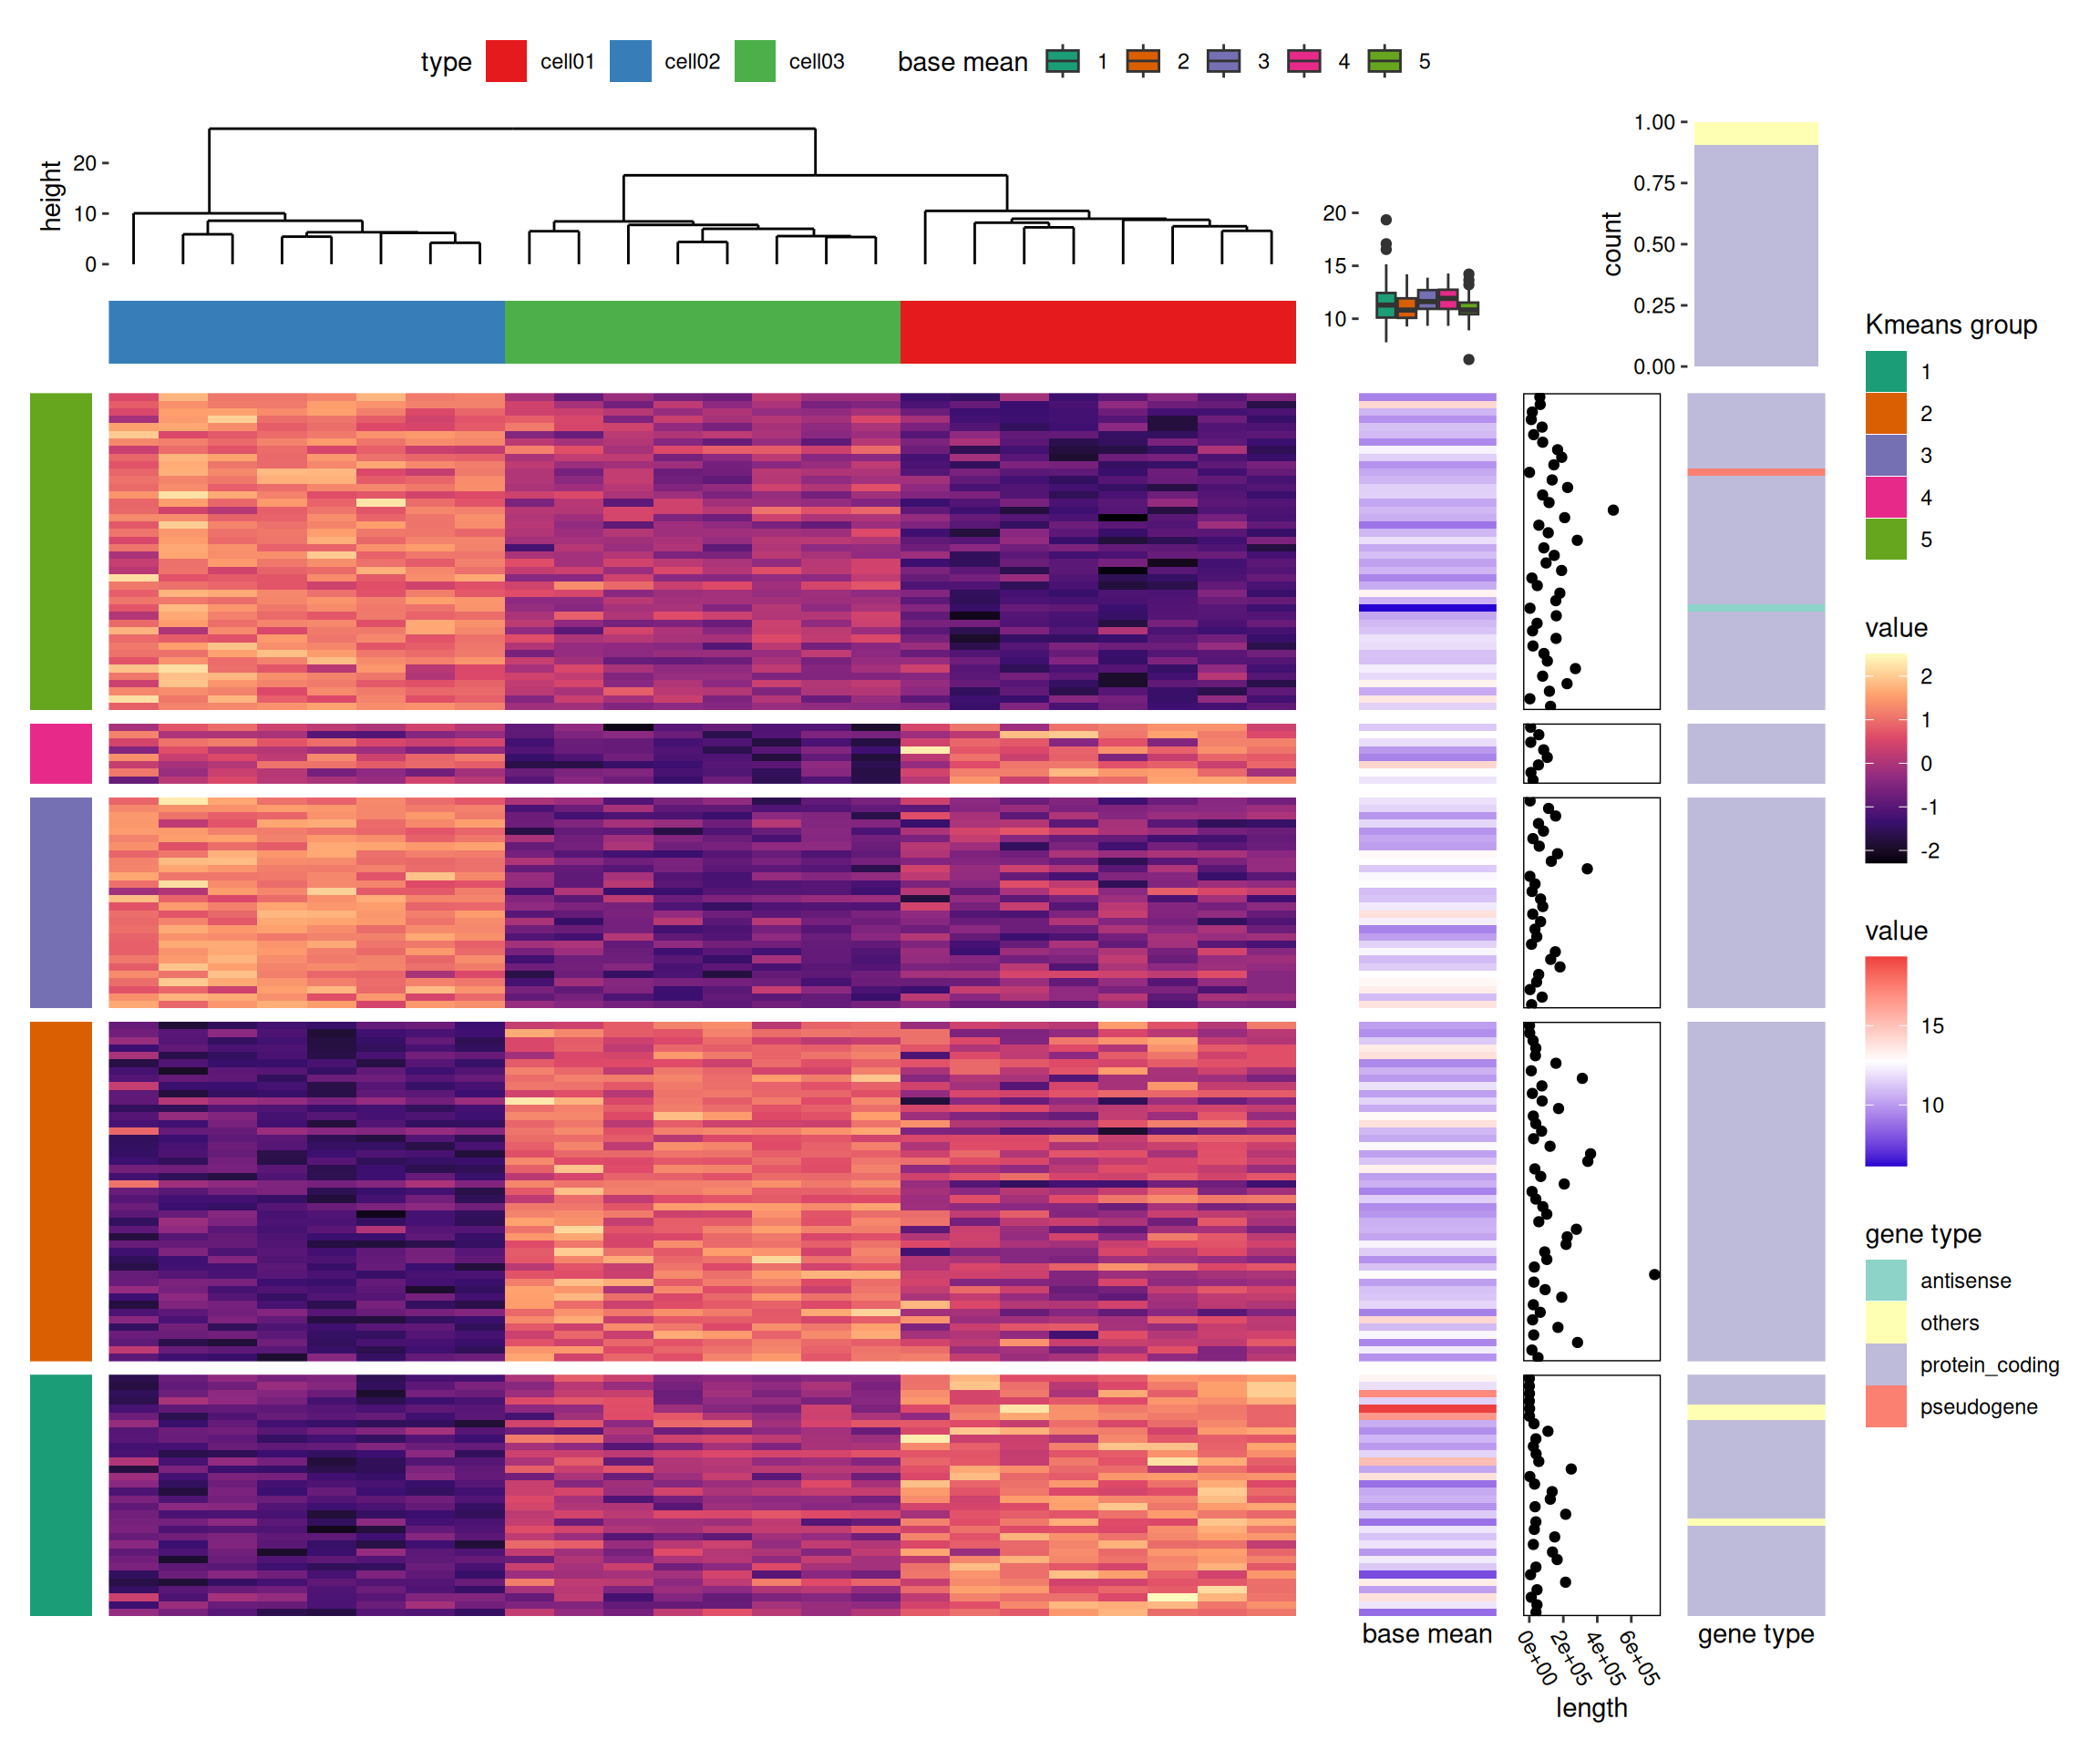 type cell01 cell02 cell03 base mean 1 2 3 4 5
height
20
10
0
20
15
10
count
1.00
0.75
0.50
0.25
0.00
Kmeans group
1
2
3
4
5
value
2
1
0
-1
-2
value
15
10
gene type
antisense
others
protein_coding
pseudogene
base mean
0e+00 2e+05 4e+05 6e+05
length
gene type